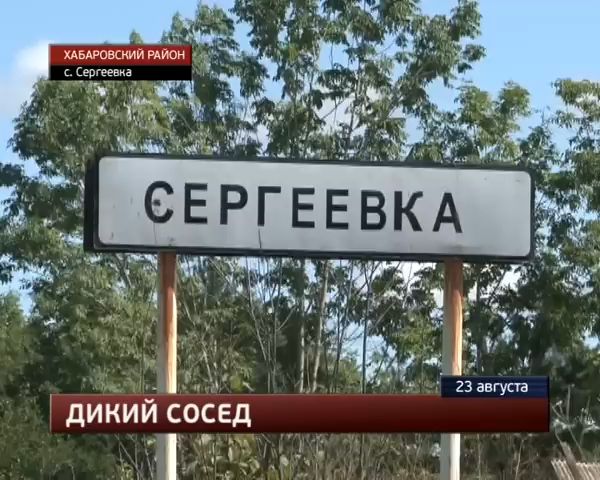 ХАБАРОВСКИЙ РАЙОН
с. Сергеевка
СЕРГЕЕВКА
23 августа
ДИКИЙ СОСЕД